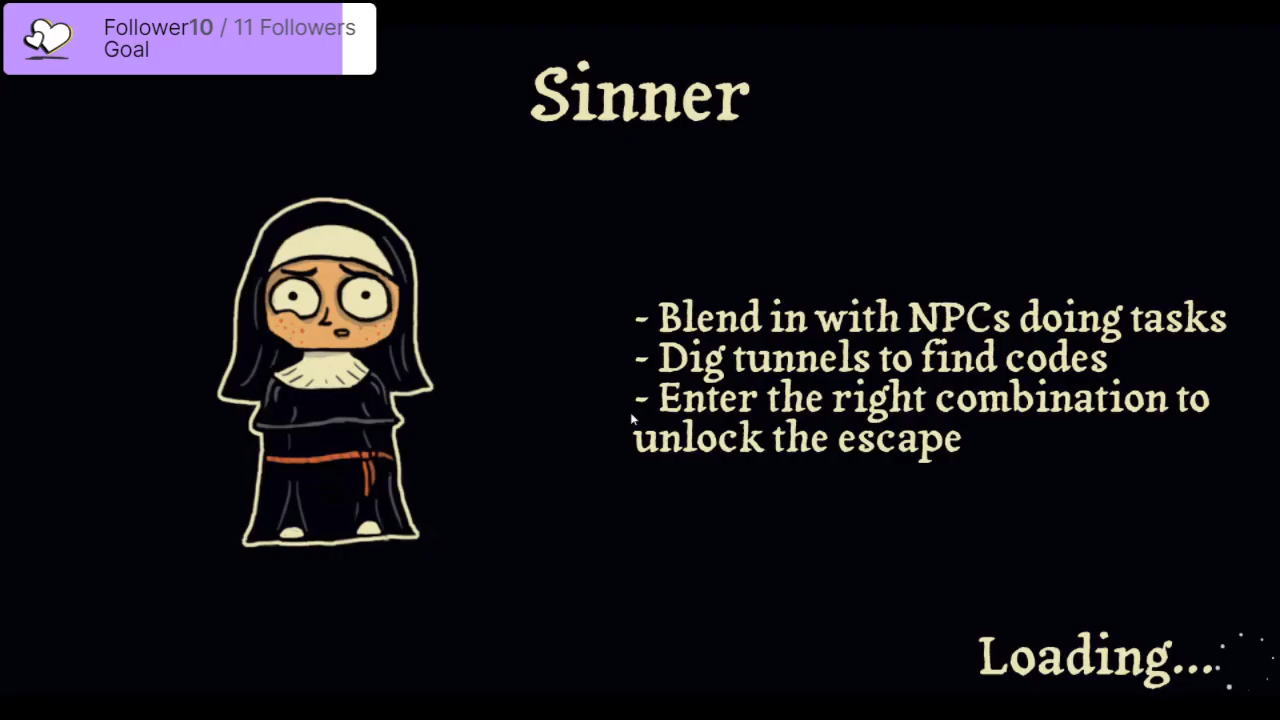 Follower10 / 11 Followers
Goal
Sinner
- Blend in with NPCs doing tasks
- Dig tunnels to find codes
- Enter the right combination to
unlock the escape
Loading...